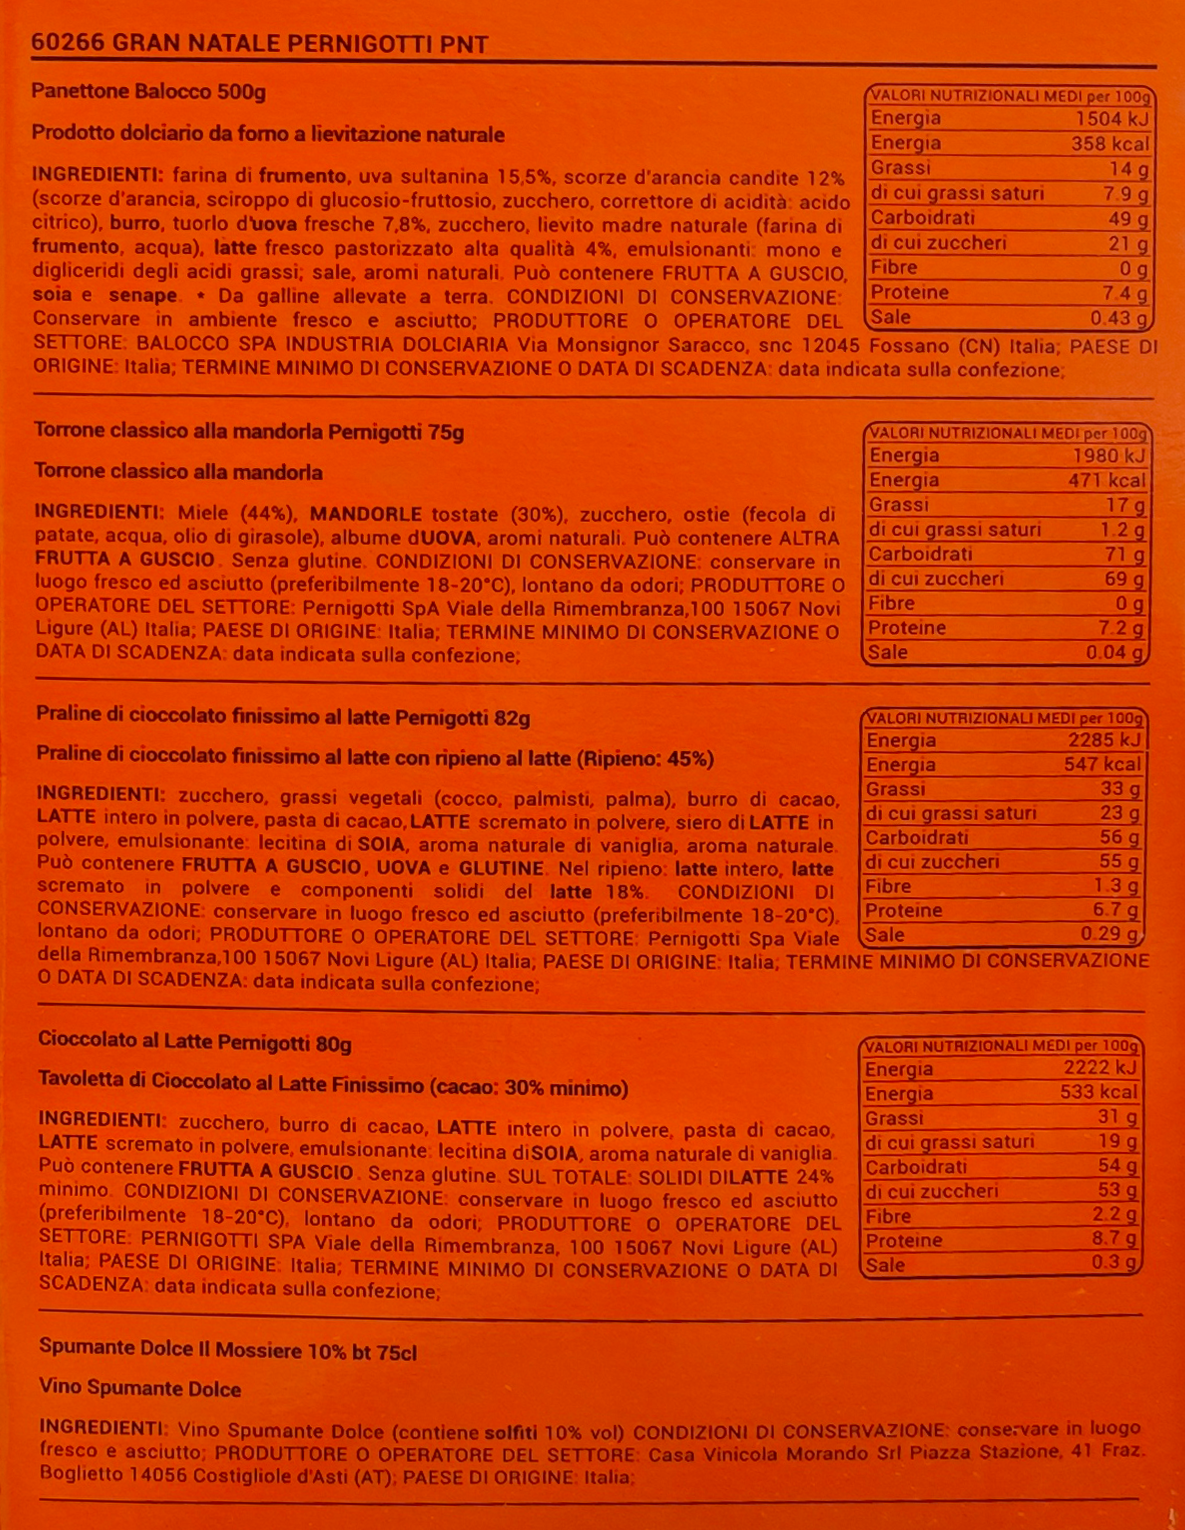 60266 GRAN NATALE PERNIGOTTI PNT
Panettone Balocco 500g
Prodotto dolciario da forno a lievitazione naturale
INGREDIENTI: farina di frumento, uva sultanina 15,5%, scorze d'arancia candite 12%
(scorze d'arancia, sciroppo di glucosio-fruttosio, zucchero, correttore di acidità: acido
citrico), burro, tuorlo d'uova fresche 7,8%, zucchero, lievito madre naturale (farina di
frumento, acqua), latte fresco pastorizzato alta qualità 4%, emulsionanti: mono e
digliceridi degli acidi grassi; sale, aromi naturali. Può contenere FRUTTA A GUSCIO,
soia e senape. * Da galline allevate a terra. CONDIZIONI DI CONSERVAZIONE:
Conservare in ambiente fresco e asciutto; PRODUTTORE O OPERATORE DEL
SETTORE: BALOCCO SPA INDUSTRIA DOLCIARIA Via Monsignor Saracco, snc 12045 Fossano (CN) Italia; PAESE DI
ORIGINE: Italia; TERMINE MINIMO DI CONSERVAZIONE O DATA DI SCADENZA: data indicata sulla confezione;
VALORI NUTRIZIONALI MEDI per 100g
Energia 1504 kJ
Energia 358 kcal
Grassi 14 g
di cui grassi saturi 7.9 g
Carboidrati 49 g
di cui zuccheri 21 g
Fibre 0 g
Proteine 7.4 g
Sale 0.43 g
Torrone classico alla mandorla Pernigotti 75g
Torrone classico alla mandorla
INGREDIENTI: Miele (44%), MANDORLE tostate (30%), zucchero, ostie (fecola di
patate, acqua, olio di girasole), albume dUOVA, aromi naturali. Può contenere ALTRA
FRUTTA A GUSCIO. Senza glutine. CONDIZIONI DI CONSERVAZIONE: conservare in
luogo fresco ed asciutto (preferibilmente 18-20°C), lontano da odori; PRODUTTORE O
OPERATORE DEL SETTORE: Pernigotti SpA Viale della Rimembranza,100 15067 Novi
Ligure (AL) Italia; PAESE DI ORIGINE: Italia; TERMINE MINIMO DI CONSERVAZIONE O
DATA DI SCADENZA: data indicata sulla confezione;
VALORI NUTRIZIONALI MEDI per 100g
Energia 1980 kJ
Energia 471 kcal
Grassi 17 g
di cui grassi saturi 1.2 g
Carboidrati 71 g
di cui zuccheri 69 g
Fibre 0 g
Proteine 7.2 g
Sale 0.04 g
Praline di cioccolato finissimo al latte Pernigotti 82g
Praline di cioccolato finissimo al latte con ripieno al latte (Ripieno: 45%)
INGREDIENTI: zucchero, grassi vegetali (cocco, palmisti, palma), burro di cacao,
LATTE intero in polvere, pasta di cacao, LATTE scremato in polvere, siero di LATTE in
polvere, emulsionante: lecitina di SOIA, aroma naturale di vaniglia, aroma naturale.
Può contenere FRUTTA A GUSCIO, UOVA e GLUTINE. Nel ripieno: latte intero, latte
scremato in polvere e componenti solidi del latte 18%. CONDIZIONI DI
CONSERVAZIONE: conservare in luogo fresco ed asciutto (preferibilmente 18-20°C),
lontano da odori; PRODUTTORE O OPERATORE DEL SETTORE: Pernigotti Spa Viale
della Rimembranza,100 15067 Novi Ligure (AL) Italia; PAESE DI ORIGINE: Italia; TERMINE MINIMO DI CONSERVAZIONE
O DATA DI SCADENZA: data indicata sulla confezione;
VALORI NUTRIZIONALI MEDI per 100g
Energia 2285 kJ
Energia 547 kcal
Grassi 33 g
di cui grassi saturi 23 g
Carboidrati 56 g
di cui zuccheri 55 g
Fibre 1.3 g
Proteine 6.7 g
Sale 0.29 g
Cioccolato al Latte Pernigotti 80g
Tavoletta di Cioccolato al Latte Finissimo (cacao: 30% minimo)
INGREDIENTI: zucchero, burro di cacao, LATTE intero in polvere, pasta di cacao,
LATTE scremato in polvere, emulsionante: lecitina diSOIA, aroma naturale di vaniglia.
Può contenere FRUTTA A GUSCIO. Senza glutine. SUL TOTALE: SOLIDI DILATTE 24%
minimo. CONDIZIONI DI CONSERVAZIONE: conservare in luogo fresco ed asciutto
(preferibilmente 18-20°C), lontano da odori; PRODUTTORE O OPERATORE DEL
SETTORE: PERNIGOTTI SPA Viale della Rimembranza, 100 15067 Novi Ligure (AL)
Italia; PAESE DI ORIGINE: Italia; TERMINE MINIMO DI CONSERVAZIONE O DATA DI
SCADENZA: data indicata sulla confezione;
VALORI NUTRIZIONALI MEDI per 100g
Energia 2222 kJ
Energia 533 kcal
Grassi 31 g
di cui grassi saturi 19 g
Carboidrati 54 g
di cui zuccheri 53 g
Fibre 2.2 g
Proteine 8.7 g
Sale 0.3 g
Spumante Dolce Il Mossiere 10% bt 75cl
Vino Spumante Dolce
INGREDIENTI: Vino Spumante Dolce (contiene solfiti 10% vol) CONDIZIONI DI CONSERVAZIONE: conservare in luogo
fresco e asciutto; PRODUTTORE O OPERATORE DEL SETTORE: Casa Vinicola Morando Srl Piazza Stazione, 41 Fraz.
Boglietto 14056 Costigliole d'Asti (AT); PAESE DI ORIGINE: Italia;